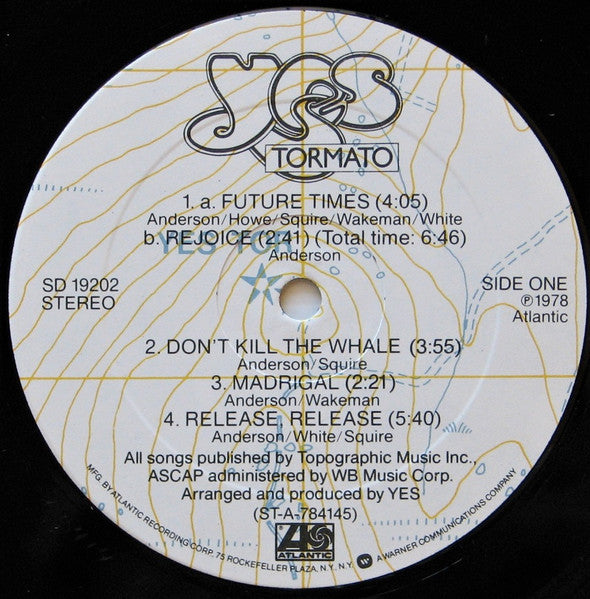 YES
TORMATO
1. a. FUTURE TIMES (4:05)
Anderson/Howe/Squire/Wakeman/White
b. REJOICE (2:41) (Total time: 6:46)
Anderson
YES TOR
SD 19202
STEREO
SIDE ONE
℗1978
Atlantic
2. DON'T KILL THE WHALE (3:55)
Anderson/Squire
3. MADRIGAL (2:21)
Anderson/Wakeman
4. RELEASE, RELEASE (5:40)
Anderson/White/Squire
All songs published by Topographic Music Inc.,
ASCAP administered by WB Music Corp.
Arranged and produced by YES
(ST-A-784145)
ATLANTIC
MFG. BY ATLANTIC RECORDING CORP. 75 ROCKEFELLER PLAZA, N.Y., N.Y. A WARNER COMMUNICATIONS COMPANY